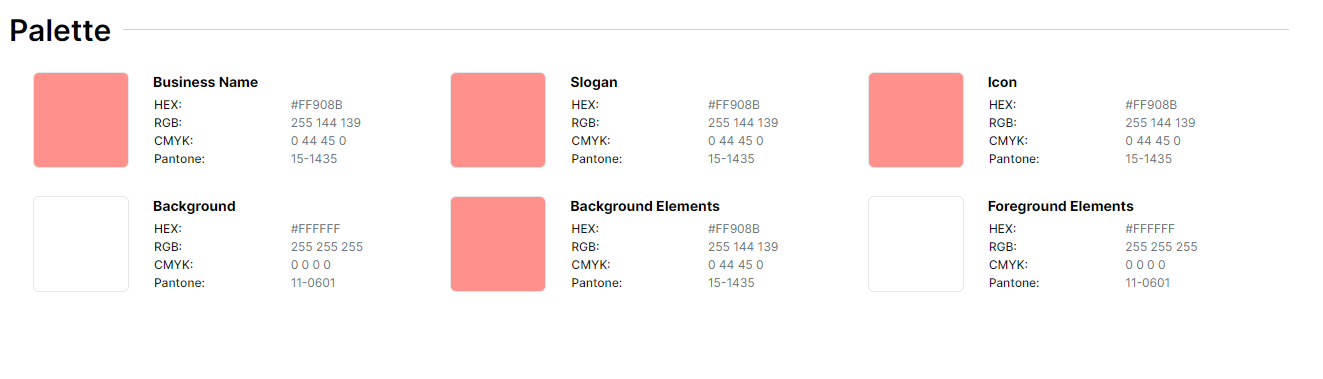 Palette
Business Name
HEX: #FF908B
RGB: 255 144 139
CMYK: 0 44 45 0
Pantone: 15-1435
Slogan
HEX: #FF908B
RGB: 255 144 139
CMYK: 0 44 45 0
Pantone: 15-1435
Icon
HEX: #FF908B
RGB: 255 144 139
CMYK: 0 44 45 0
Pantone: 15-1435
Background
HEX: #FFFFFF
RGB: 255 255 255
CMYK: 0 0 0 0
Pantone: 11-0601
Background Elements
HEX: #FF908B
RGB: 255 144 139
CMYK: 0 44 45 0
Pantone: 15-1435
Foreground Elements
HEX: #FFFFFF
RGB: 255 255 255
CMYK: 0 0 0 0
Pantone: 11-0601